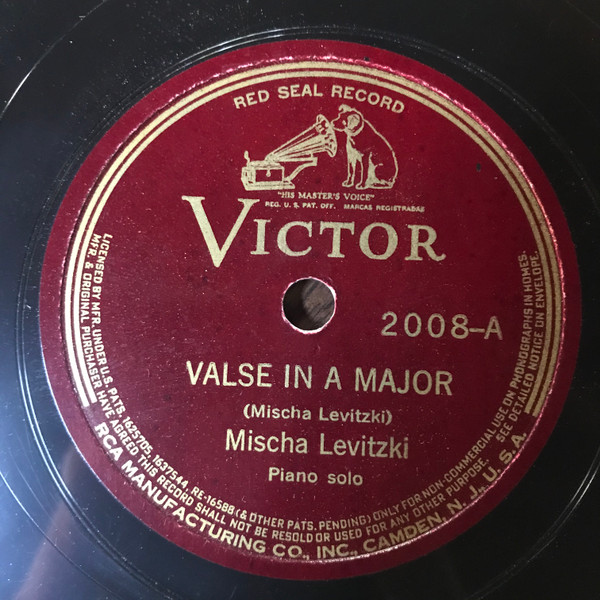 RED SEAL RECORD
"HIS MASTER'S VOICE"
REG. U.S. PAT. OFF. MARCAS REGISTRADAS
VICTOR
2008-A
VALSE IN A MAJOR
(Mischa Levitzki)
Mischa Levitzki
Piano solo
LICENSED BY MFR. UNDER U.S. PATS. 1625705, 1637544, RE-16588 (& OTHER PATS. PENDING) ONLY FOR NON-COMMERCIAL USE ON PHONOGRAPHS IN HOMES.
MFR. & ORIGINAL PURCHASER HAVE AGREED THIS RECORD SHALL NOT BE RESOLD OR USED FOR ANY OTHER PURPOSE. SEE DETAILED NOTICE ON ENVELOPE.
RCA MANUFACTURING CO., INC., CAMDEN, N. J., U. S. A.